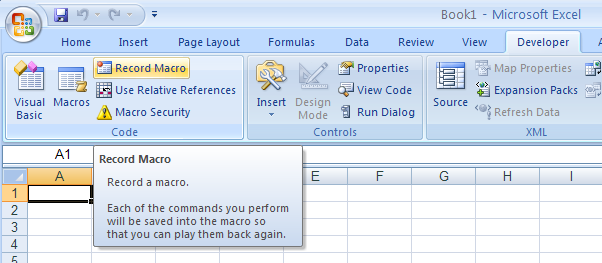 Book1 - Microsoft Excel
Home Insert Page Layout Formulas Data Review View Developer Add-Ins
Visual Basic
Macros
Record Macro
Use Relative References
Macro Security
Code
Insert
Design Mode
Properties
View Code
Run Dialog
Controls
Source
Map Properties
Expansion Packs
Refresh Data
XML
A1
Record Macro
Record a macro.
Each of the commands you perform
will be saved into the macro so
that you can play them back again.
A E F G H I
1
2
3
4
5